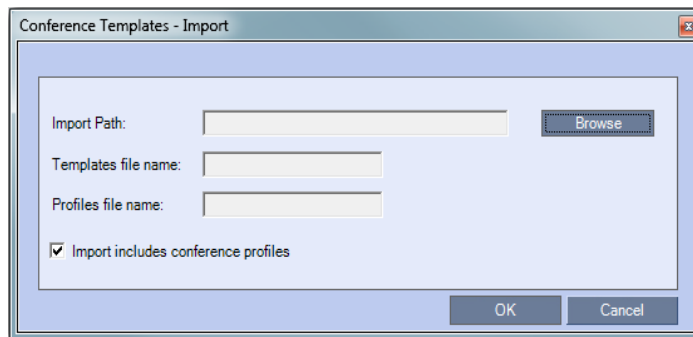 Conference Templates - Import
Import Path:
Browse
Templates file name:
Profiles file name:
Import includes conference profiles
OK
Cancel